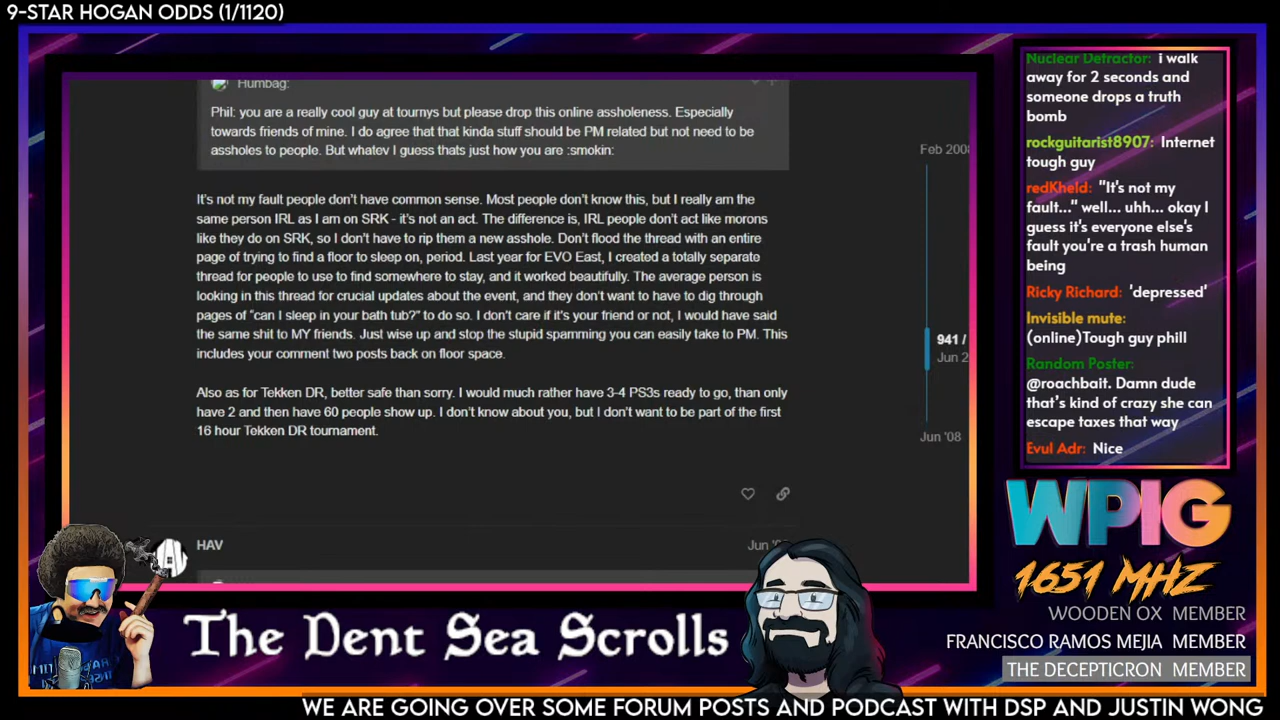 9-STAR HOGAN ODDS (1/1120)
Humbag:
Phil: you are a really cool guy at tournys but please drop this online assholeness. Especially
towards friends of mine. I do agree that that kinda stuff should be PM related but not need to be
assholes to people. But whatev I guess thats just how you are :smokin:
It's not my fault people don't have common sense. Most people don't know this, but I really am the
same person IRL as I am on SRK - it's not an act. The difference is, IRL people don't act like morons
like they do on SRK, so I don't have to rip them a new asshole. Don't flood the thread with an entire
page of trying to find a floor to sleep on, period. Last year for EVO East, I created a totally separate
thread for people to use to find somewhere to stay, and it worked beautifully. The average person is
looking in this thread for crucial updates about the event, and they don't want to have to dig through
pages of "can I sleep in your bath tub?" to do so. I don't care if it's your friend or not, I would have said
the same shit to MY friends. Just wise up and stop the stupid spamming you can easily take to PM. This
includes your comment two posts back on floor space.
Also as for Tekken DR, better safe than sorry. I would much rather have 3-4 PS3s ready to go, than only
have 2 and then have 60 people show up. I don't know about you, but I don't want to be part of the first
16 hour Tekken DR tournament.
HAV
Jun '
Feb 2008
941 /
Jun 2
Jun '08
Nuclear Detractor: i walk
away for 2 seconds and
someone drops a truth
bomb
rockguitarist8907: Internet
tough guy
redKheld: "It's not my
fault..." well... uhh... okay I
guess it's everyone else's
fault you're a trash human
being
Ricky Richard: 'depressed'
Invisible mute:
(online)Tough guy phill
Random Poster:
@roachbait. Damn dude
that's kind of crazy she can
escape taxes that way
Evul Adr: Nice
WPIG
1651 MHZ
WOODEN OX MEMBER
FRANCISCO RAMOS MEJIA MEMBER
THE DECEPTICRON MEMBER
The Dent Sea Scrolls
WE ARE GOING OVER SOME FORUM POSTS AND PODCAST WITH DSP AND JUSTIN WONG